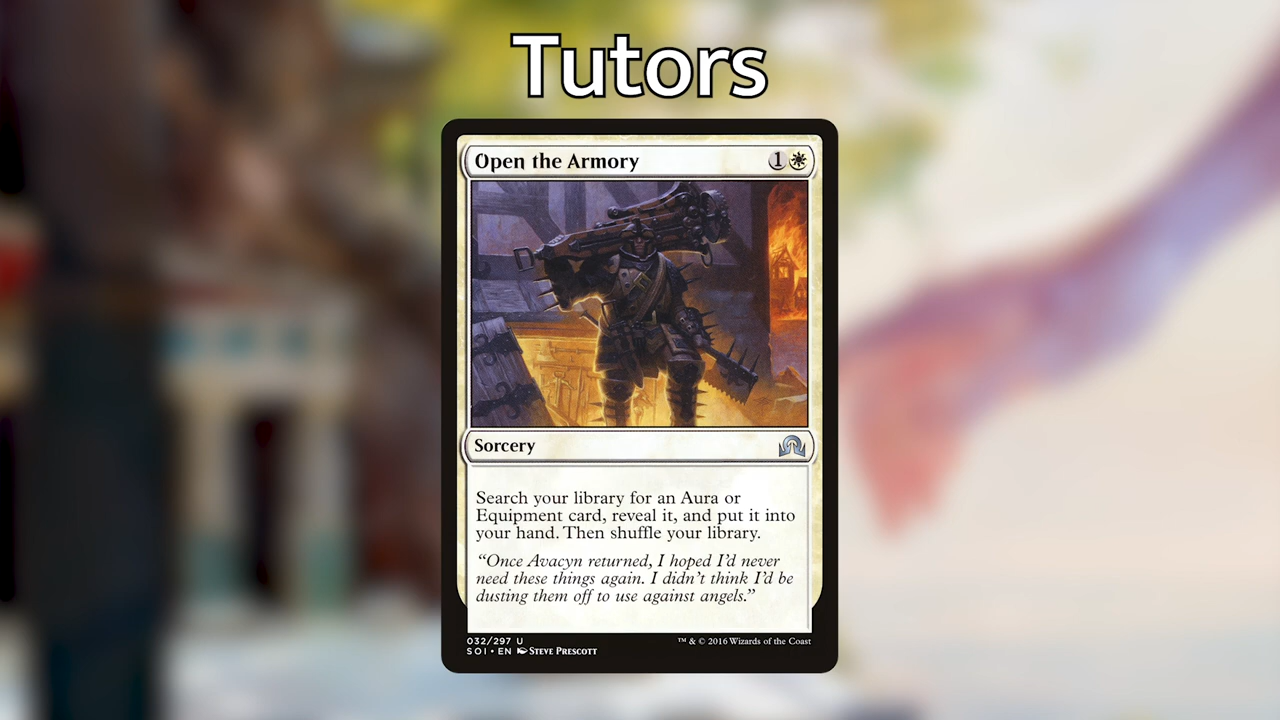 Tutors
Open the Armory
1
Sorcery
Search your library for an Aura or
Equipment card, reveal it, and put it into
your hand. Then shuffle your library.
“Once Avacyn returned, I hoped I’d never
need these things again. I didn’t think I’d be
dusting them off to use against angels.”
032/297 U
™ & © 2016 Wizards of the Coast
SOI • EN Steve Prescott